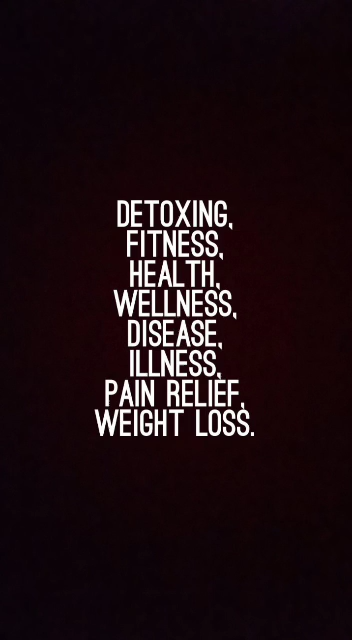 DETOXING,
FITNESS,
HEALTH,
WELLNESS,
DISEASE,
ILLNESS,
PAIN RELIEF,
WEIGHT LOSS.